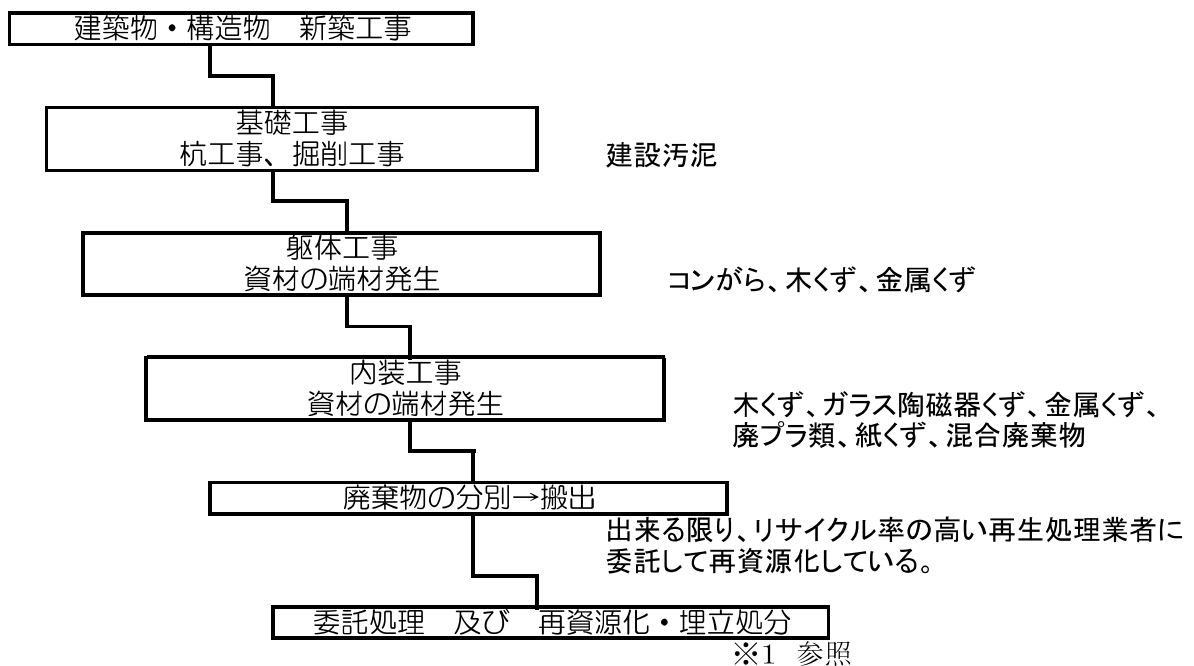 建築物・構造物　新築工事
基礎工事
杭工事、掘削工事
建設汚泥
躯体工事
資材の端材発生
コンがら、木くず、金属くず
内装工事
資材の端材発生
木くず、ガラス陶磁器くず、金属くず、
廃プラ類、紙くず、混合廃棄物
廃棄物の分別→搬出
出来る限り、リサイクル率の高い再生処理業者に
委託して再資源化している。
委託処理　及び　再資源化・埋立処分
※1　参照